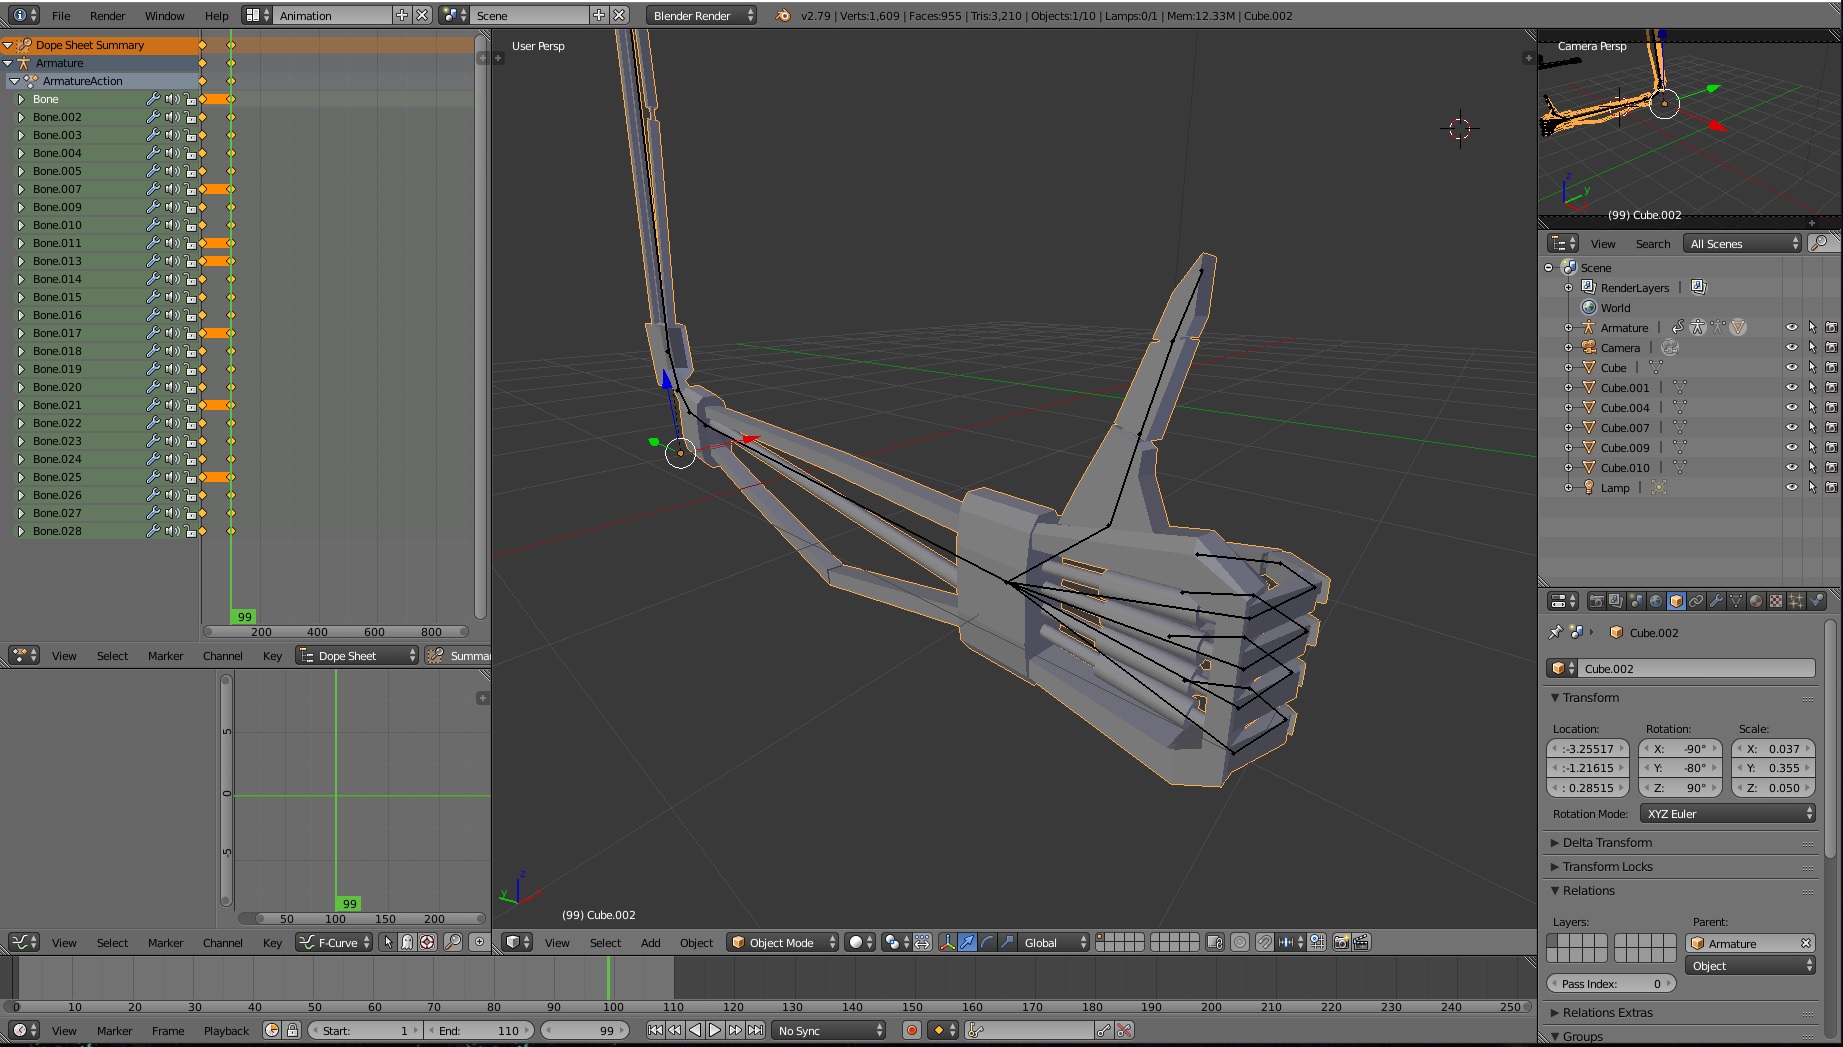 File Render Window Help Animation Scene Blender Render v2.79 | Verts:1,609 | Faces:955 | Tris:3,210 | Objects:1/10 | Lamps:0/1 | Mem:12.33M | Cube.002
Dope Sheet Summary
Armature
ArmatureAction
Bone
Bone.002
Bone.003
Bone.004
Bone.005
Bone.007
Bone.009
Bone.010
Bone.011
Bone.013
Bone.014
Bone.015
Bone.016
Bone.017
Bone.018
Bone.019
Bone.020
Bone.021
Bone.022
Bone.023
Bone.024
Bone.025
Bone.026
Bone.027
Bone.028
99
200 400 600 800
View Select Marker Channel Key Dope Sheet Summar
5
0
-5
99
50 100 150 200
View Select Marker Channel Key F-Curve
User Persp
z
y
x
(99) Cube.002
View Select Add Object Object Mode Global
Camera Persp
z
y
(99) Cube.002
View Search All Scenes
Scene
RenderLayers
World
Armature
Camera
Cube
Cube.001
Cube.004
Cube.007
Cube.009
Cube.010
Lamp
Cube.002
Cube.002
Transform
Location: Rotation: Scale:
:-3.25517 X: -90° X: 0.037
:-1.21615 Y: -80° Y: 0.355
: 0.28515 Z: 90° Z: 0.050
Rotation Mode: XYZ Euler
Delta Transform
Transform Locks
Relations
Layers: Parent:
Armature
Object
Pass Index: 0
Relations Extras
Groups
0 10 20 30 40 50 60 70 80 90 100 110 120 130 140 150 160 170 180 190 200 210 220 230 240 250
View Marker Frame Playback Start: 1 End: 110 99 No Sync